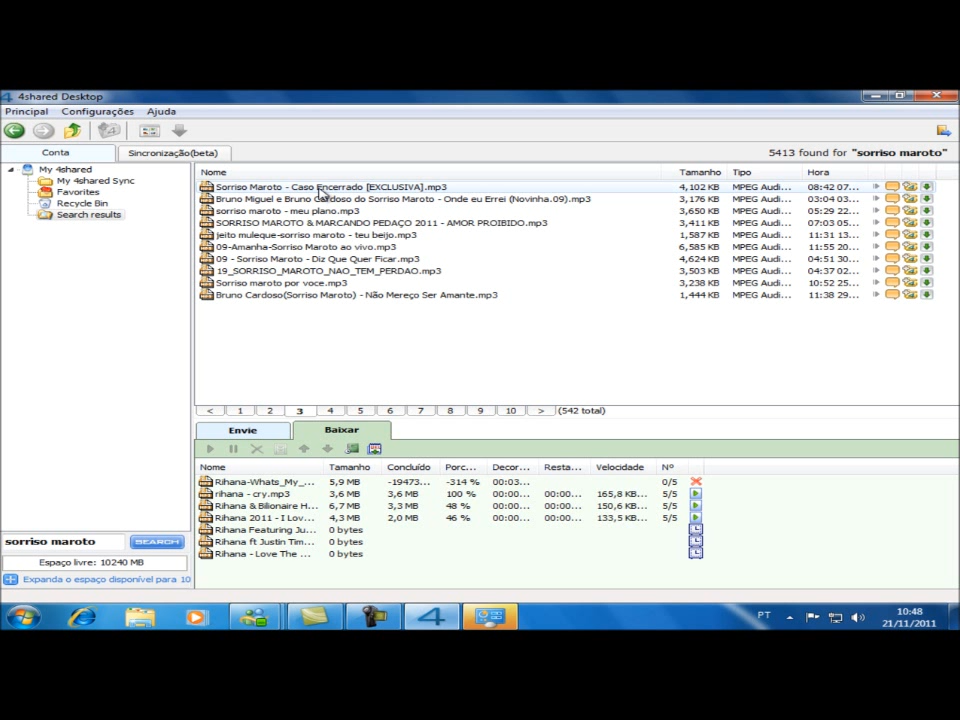 4shared Desktop
Principal Configurações Ajuda
Conta Sincronização(beta) 5413 found for "sorriso maroto"
My 4shared
My 4shared Sync
Favorites
Recycle Bin
Search results
Nome Tamanho Tipo Hora
Sorriso Maroto - Caso Encerrado [EXCLUSIVA].mp3 4,102 KB MPEG Audi... 08:42 07...
Bruno Miguel e Bruno Cardoso do Sorriso Maroto - Onde eu Errei (Novinha.09).mp3 3,176 KB MPEG Audi... 03:04 03...
sorriso maroto - meu plano.mp3 3,650 KB MPEG Audi... 05:29 22...
SORRISO MAROTO & MARCANDO PEDAÇO 2011 - AMOR PROIBIDO.mp3 3,411 KB MPEG Audi... 07:03 05...
jeito muleque-sorriso maroto - teu beijo.mp3 1,587 KB MPEG Audi... 11:31 13...
09-Amanha-Sorriso Maroto ao vivo.mp3 6,585 KB MPEG Audi... 11:55 20...
09 - Sorriso Maroto - Diz Que Quer Ficar.mp3 4,624 KB MPEG Audi... 04:51 30...
19_SORRISO_MAROTO_NAO_TEM_PERDAO.mp3 3,503 KB MPEG Audi... 04:37 02...
Sorriso maroto por voce.mp3 3,238 KB MPEG Audi... 10:52 25...
Bruno Cardoso(Sorriso Maroto) - Não Mereço Ser Amante.mp3 1,444 KB MPEG Audi... 11:38 29...
< 1 2 3 4 5 6 7 8 9 10 > (542 total)
Envie Baixar
Nome Tamanho Concluído Porc... Decor... Resta... Velocidade Nº
Rihana-Whats_My_... 5,9 MB -19473... -314 % 00:03... 0/5
rihana - cry.mp3 3,6 MB 3,6 MB 100 % 00:00... 00:00... 165,8 KB... 5/5
Rihana & Bilionaire H... 6,7 MB 3,3 MB 48 % 00:00... 00:00... 150,6 KB... 5/5
Rihana 2011 - I Lov... 4,3 MB 2,0 MB 46 % 00:00... 00:00... 133,5 KB... 5/5
Rihana Featuring Ju... 0 bytes
Rihana ft Justin Tim... 0 bytes
Rihana - Love The ... 0 bytes
sorriso maroto SEARCH
Espaço livre: 10240 MB
Expanda o espaço disponível para 10
PT 10:48
21/11/2011